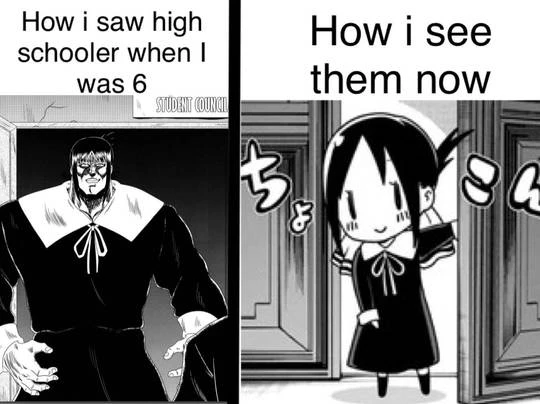 How i saw high
schooler when I
was 6
STUDENT COUNCIL
How i see
them now
ちょ
こん